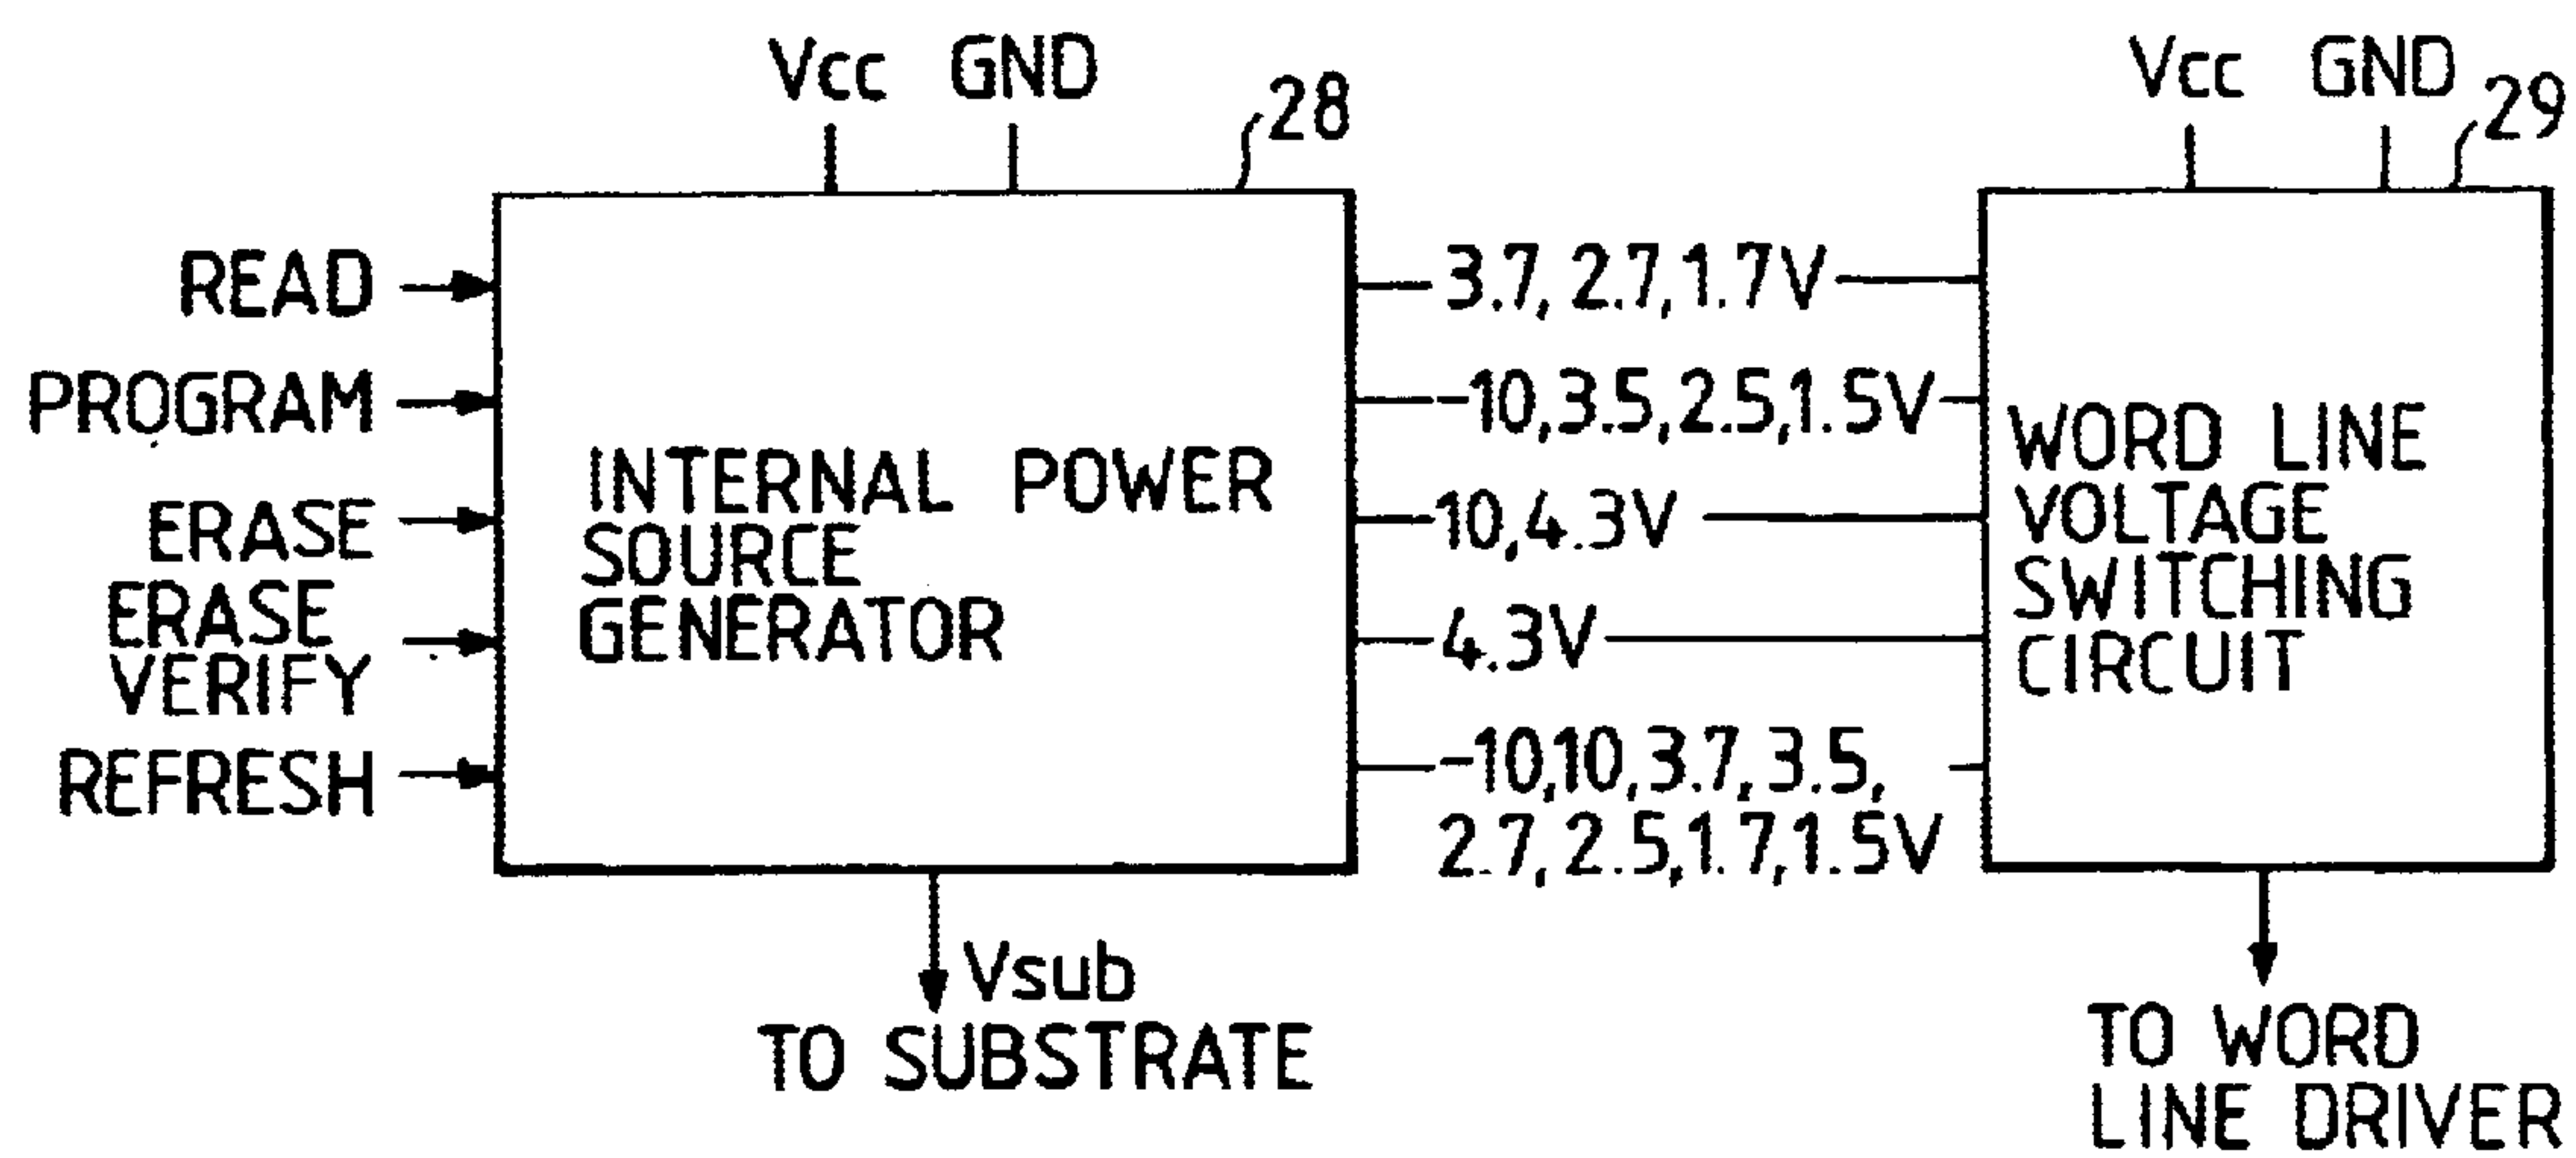 Vcc GND
28
Vcc GND
29
READ
PROGRAM
ERASE
ERASE
VERIFY
REFRESH
INTERNAL POWER
SOURCE
GENERATOR
3.7, 2.7, 1.7V
-10, 3.5, 2.5, 1.5V
10, 4.3V
4.3V
-10, 10, 3.7, 3.5,
2.7, 2.5, 1.7, 1.5V
WORD LINE
VOLTAGE
SWITCHING
CIRCUIT
Vsub
TO SUBSTRATE
TO WORD
LINE DRIVER